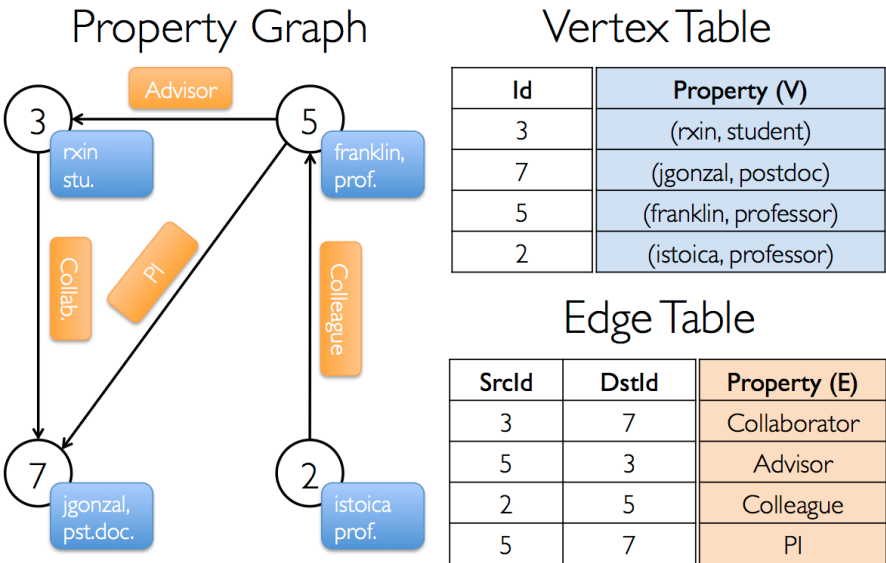 Property Graph
Advisor
3
5
rxin
stu.
franklin,
prof.
Collab.
PI
Colleague
7
2
jgonzal,
pst.doc.
istoica
prof.
Vertex Table
Id Property (V)
3 (rxin, student)
7 (jgonzal, postdoc)
5 (franklin, professor)
2 (istoica, professor)
Edge Table
SrcId DstId Property (E)
3 7 Collaborator
5 3 Advisor
2 5 Colleague
5 7 PI